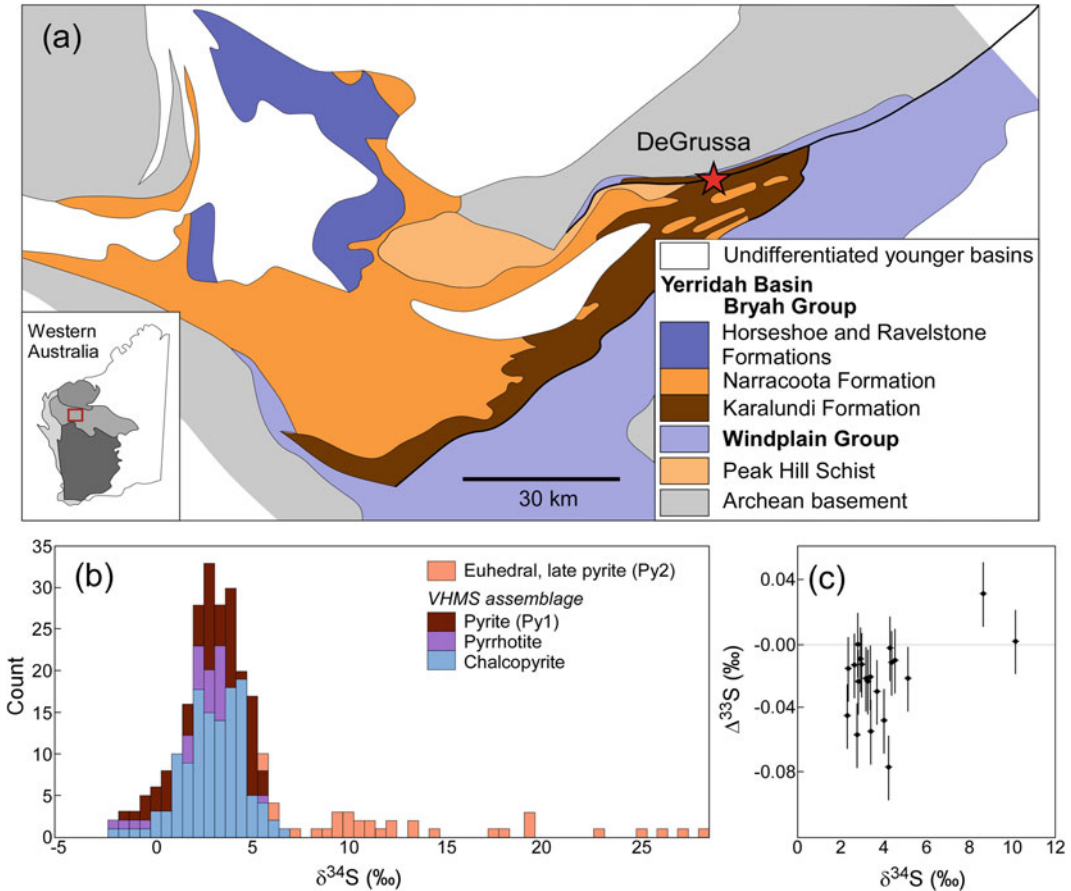 (a)
DeGrussa
Western
Australia
30 km
Undifferentiated younger basins
Yerridah Basin
Bryah Group
Horseshoe and Ravelstone
Formations
Narracoota Formation
Karalundi Formation
Windplain Group
Peak Hill Schist
Archean basement
(b)
35
30
25
20
15
10
5
0
Count
-5
0
5
10
15
20
25
δ³⁴S (‰)
Euhedral, late pyrite (Py2)
VHMS assemblage
Pyrite (Py1)
Pyrrhotite
Chalcopyrite
(c)
0.04
-0.00
-0.04
-0.08
Δ³³S (‰)
0
2
4
6
8
10
12
δ³⁴S (‰)